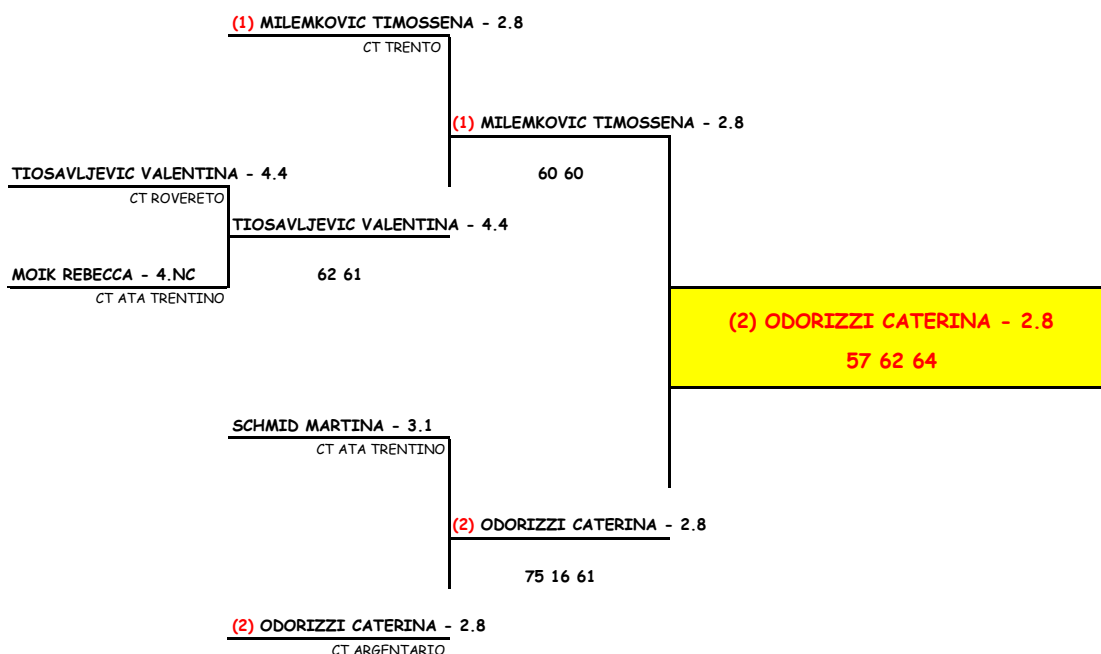 (1) MILEMKOVIC TIMOSSENA - 2.8
CT TRENTO
(1) MILEMKOVIC TIMOSSENA - 2.8
60 60
TIOSAVLJEVIC VALENTINA - 4.4
CT ROVERETO
TIOSAVLJEVIC VALENTINA - 4.4
62 61
MOIK REBECCA - 4.NC
CT ATA TRENTINO
(2) ODORIZZI CATERINA - 2.8
57 62 64
SCHMID MARTINA - 3.1
CT ATA TRENTINO
(2) ODORIZZI CATERINA - 2.8
75 16 61
(2) ODORIZZI CATERINA - 2.8
CT ARGENTARIO